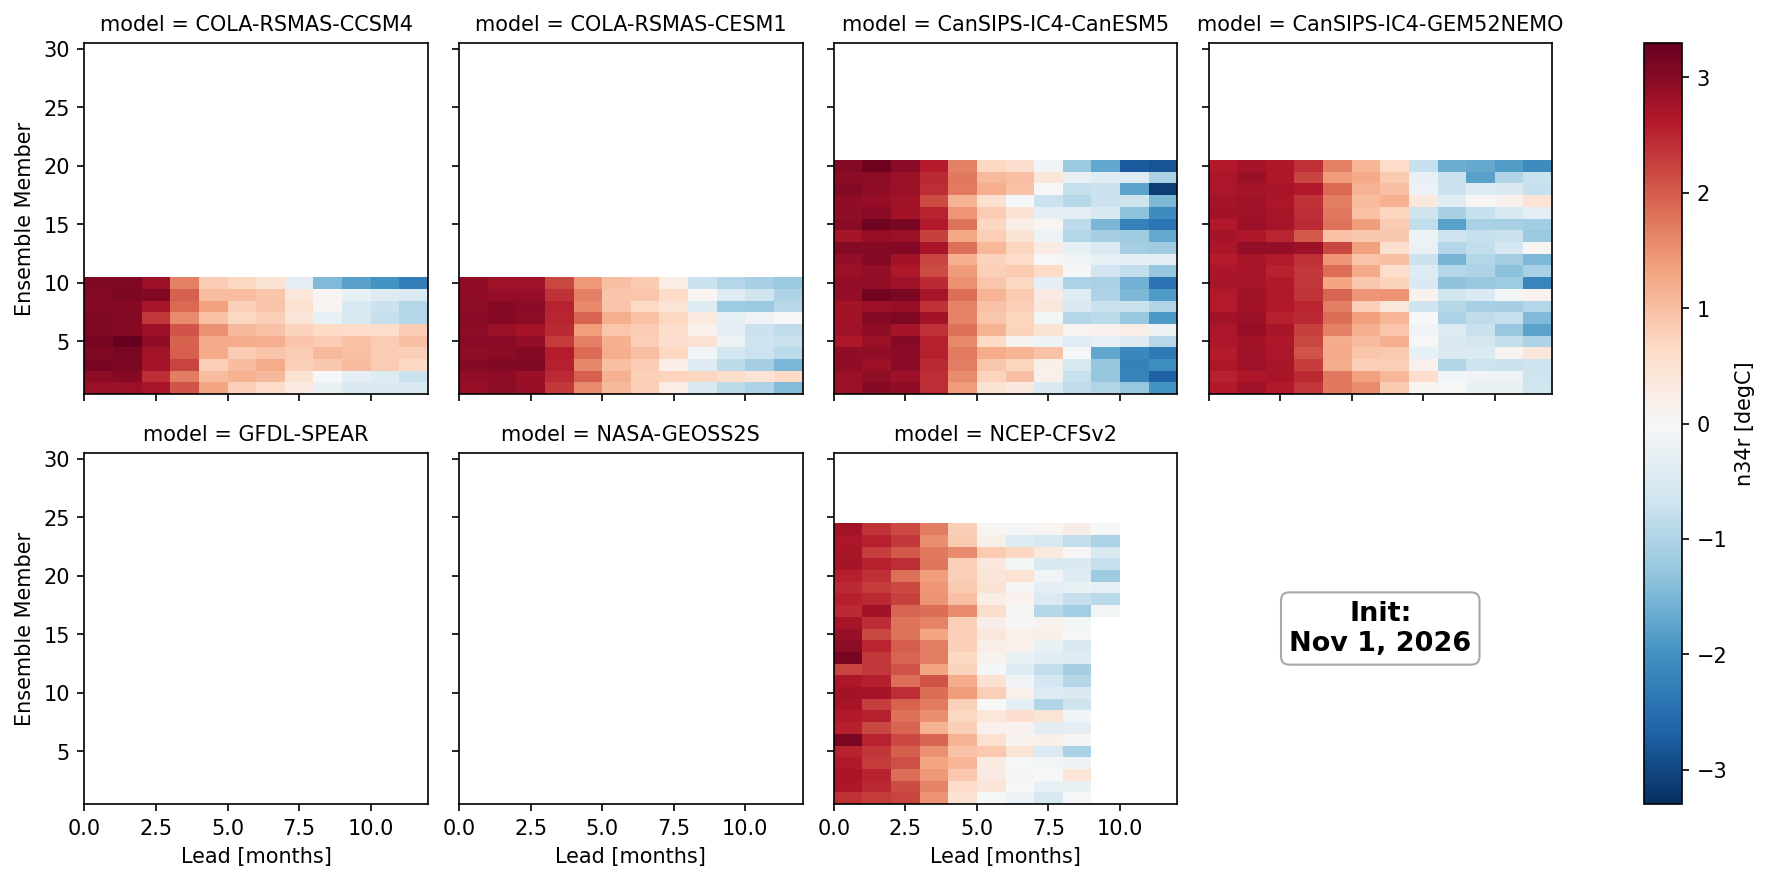 model = COLA-RSMAS-CCSM4
model = COLA-RSMAS-CESM1
model = CanSIPS-IC4-CanESM5
model = CanSIPS-IC4-GEM52NEMO
30
25
20
15
10
5
Ensemble Member
3
2
1
0
−1
−2
−3
n34r [degC]
model = GFDL-SPEAR
model = NASA-GEOSS2S
model = NCEP-CFSv2
30
25
20
15
10
5
Ensemble Member
Init:
Nov 1, 2026
0.0 2.5 5.0 7.5 10.0
0.0 2.5 5.0 7.5 10.0
0.0 2.5 5.0 7.5 10.0
Lead [months]
Lead [months]
Lead [months]